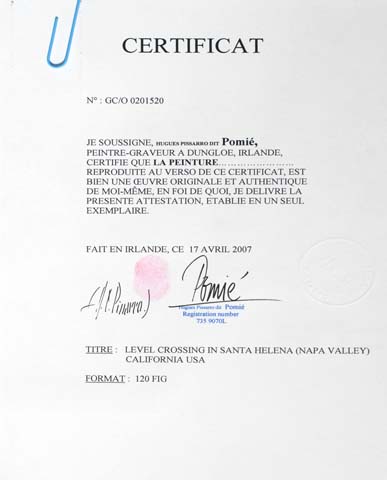 CERTIFICAT
N° : GC/O 0201520
JE SOUSSIGNE, HUGUES PISSARRO DIT Pomié,
PEINTRE-GRAVEUR A DUNGLOE, IRLANDE,
CERTIFIE QUE LA PEINTURE……………………
REPRODUITE AU VERSO DE CE CERTIFICAT, EST
BIEN UNE ŒUVRE ORIGINALE ET AUTHENTIQUE
DE MOI-MÊME, EN FOI DE QUOI, JE DELIVRE LA
PRESENTE ATTESTATION, ETABLIE EN UN SEUL
EXEMPLAIRE.
FAIT EN IRLANDE, CE 17 AVRIL 2007
Pomié
Hugues Pissarro dit Pomié
Registration number
735 9070L
TITRE : LEVEL CROSSING IN SANTA HELENA (NAPA VALLEY)
CALIFORNIA USA
FORMAT : 120 FIG